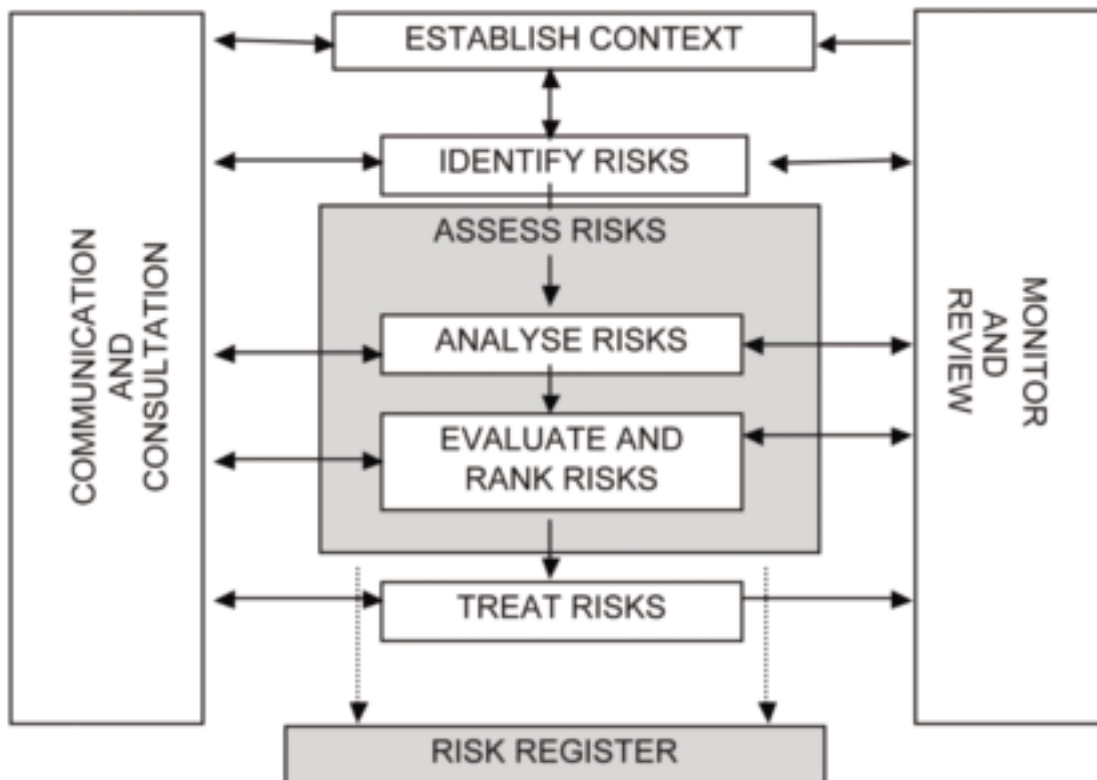 ESTABLISH CONTEXT
IDENTIFY RISKS
ASSESS RISKS
ANALYSE RISKS
EVALUATE AND
RANK RISKS
TREAT RISKS
RISK REGISTER
COMMUNICATION
AND
CONSULTATION
MONITOR
AND
REVIEW